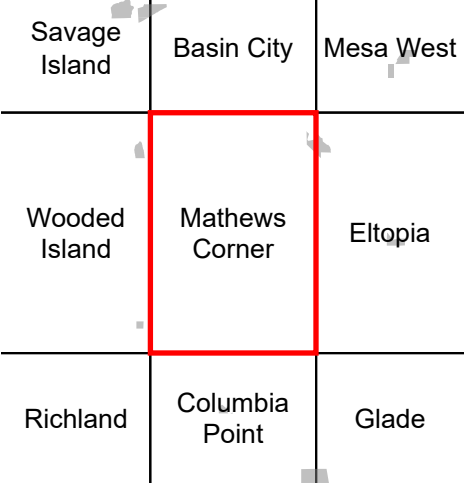 Savage
Island
Basin City
Mesa West
Wooded
Island
Mathews
Corner
Eltopia
Richland
Columbia
Point
Glade